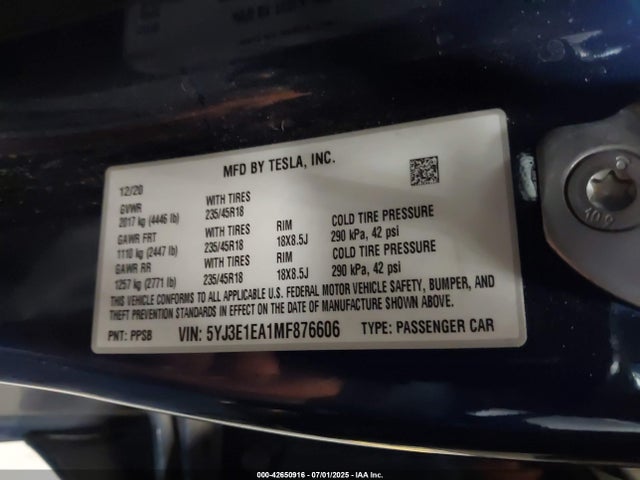 MFD BY TESLA, INC.
12/20
GVWR WITH TIRES
2017 kg (4446 lb) 235/45R18
GAWR FRT WITH TIRES RIM COLD TIRE PRESSURE
1110 kg (2447 lb) 235/45R18 18X8.5J 290 kPa, 42 psi
GAWR RR WITH TIRES RIM COLD TIRE PRESSURE
1257 kg (2771 lb) 235/45R18 18X8.5J 290 kPa, 42 psi
THIS VEHICLE CONFORMS TO ALL APPLICABLE U.S. FEDERAL MOTOR VEHICLE SAFETY, BUMPER, AND
THEFT PREVENTION STANDARDS IN EFFECT ON THE DATE OF MANUFACTURE SHOWN ABOVE.
PNT: PPSB VIN: 5YJ3E1EA1MF876606 TYPE: PASSENGER CAR
10.9
000-42650916 - 07/01/2025 - IAA Inc.